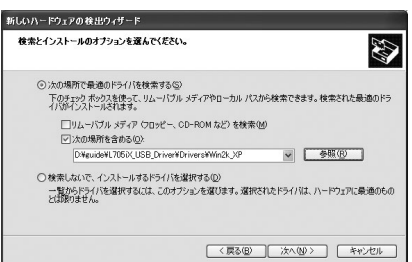 新しいハードウェアの検出ウィザード
検索とインストールのオプションを選んでください。
次の場所で最適のドライバを検索する(S)
下のチェック ボックスを使って、リムーバブル メディアやローカル パスから検索できます。検索された最適のドラ
イバがインストールされます。
リムーバブル メディア (フロッピー、CD-ROM など) を検索(M)
次の場所を含める(O):
D:¥guide¥L705iX_USB_Driver¥Drivers¥Win2k_XP
参照(R)
検索しないで、インストールするドライバを選択する(D)
一覧からドライバを選択するには、このオプションを選びます。選択されたドライバは、ハードウェアに最適のもの
とは限りません。
< 戻る(B)
次へ(N) >
キャンセル